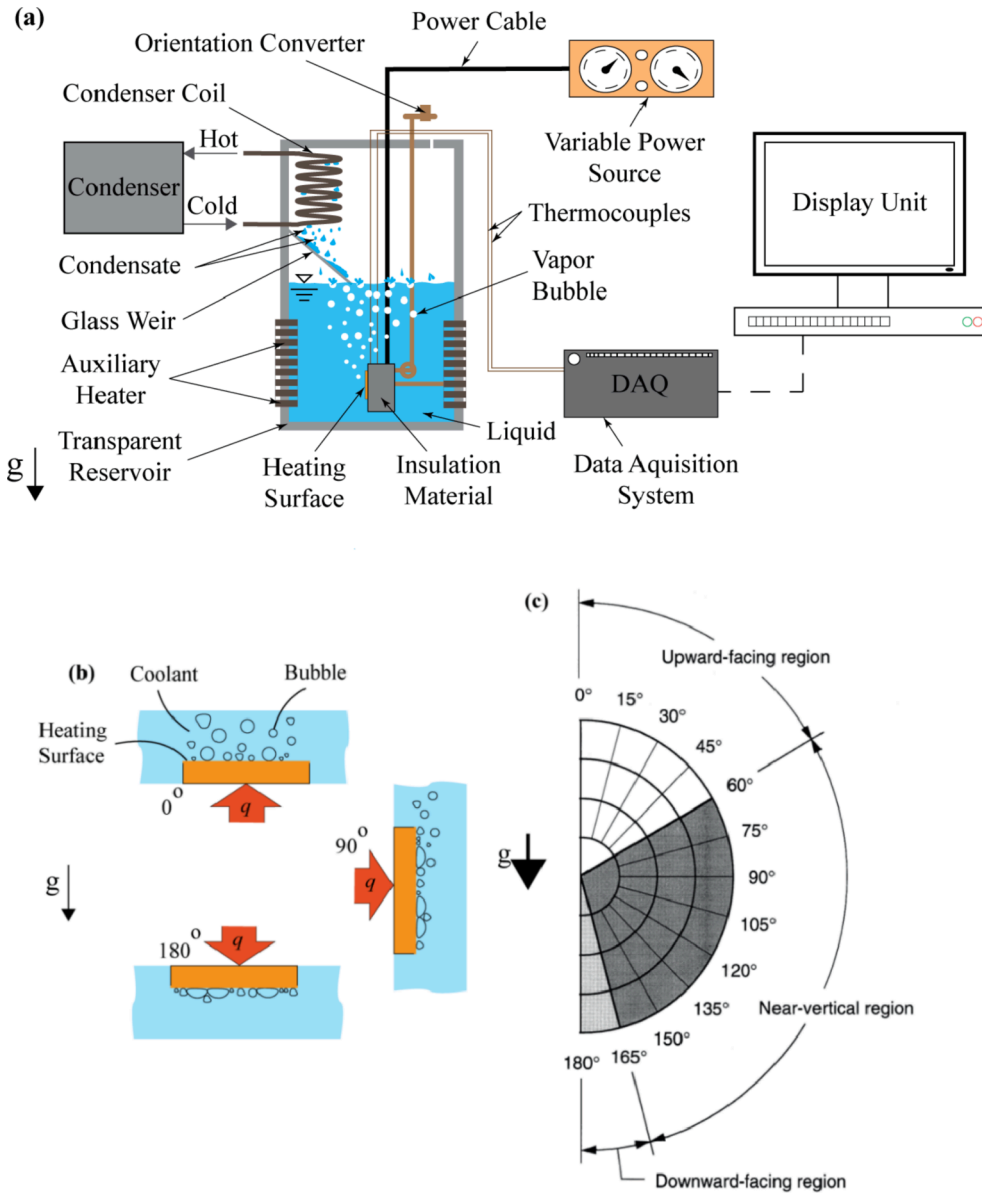 (a)
Orientation Converter
Power Cable
Condenser Coil
Hot
Condenser
Cold
Variable Power
Source
Display Unit
Thermocouples
Condensate
Vapor
Bubble
Glass Weir
Auxiliary
Heater
DAQ
Transparent
Reservoir
Heating
Surface
Insulation
Material
Liquid
Data Aquisition
System
g
(b)
Coolant
Bubble
Heating
Surface
0°
q
90°
q
g
180°
q
(c)
Upward-facing region
0°
15°
30°
45°
60°
75°
90°
105°
120°
135°
150°
165°
180°
g
Near-vertical region
Downward-facing region